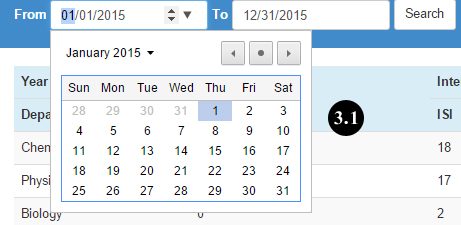 From 01/01/2015 To 12/31/2015 Search
January 2015
Year Inte
Sun Mon Tue Wed Thu Fri Sat
28 29 30 31 1 2 3
Depa 3.1 ISI
4 5 6 7 8 9 10
Chen 11 12 13 14 15 16 17 18
18 19 20 21 22 23 24
Physi 17
25 26 27 28 29 30 31
Biology 0 2